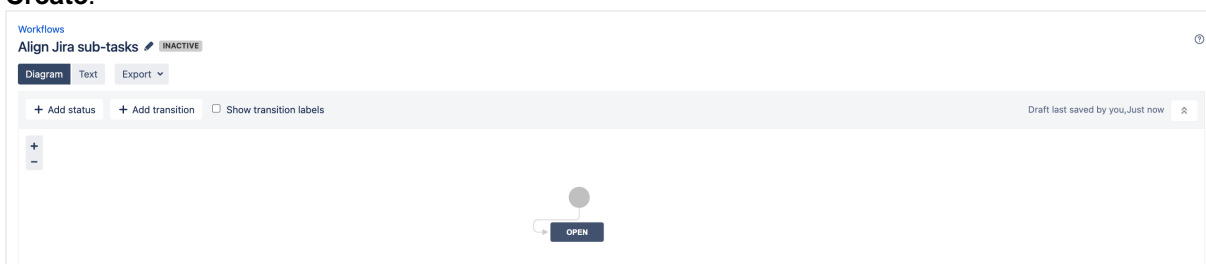 Create.
Workflows
Align Jira sub-tasks INACTIVE
Diagram Text Export
+ Add status + Add transition Show transition labels Draft last saved by you,Just now
+
−
OPEN